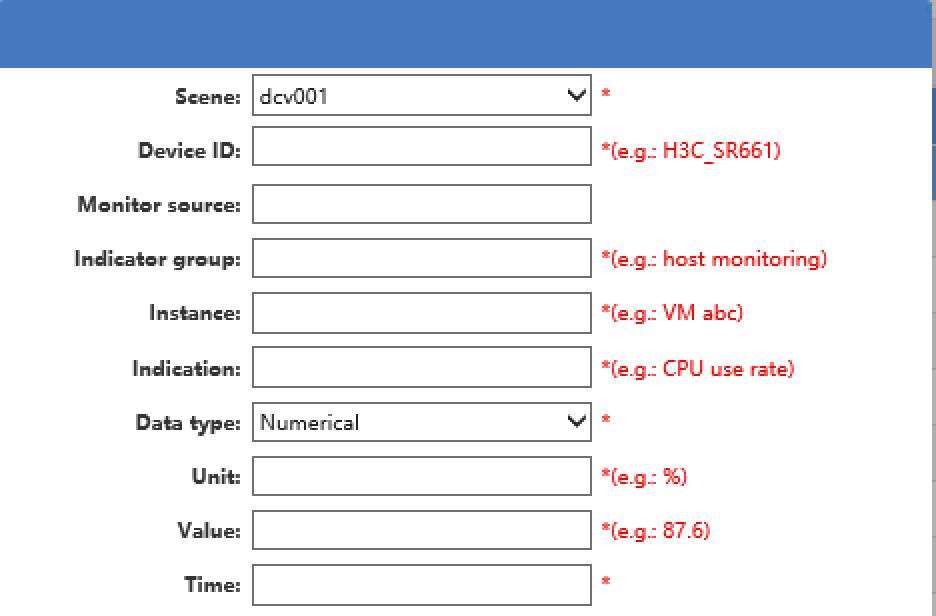 Scene: dcv001 *
Device ID: *(e.g.: H3C_SR661)
Monitor source:
Indicator group: *(e.g.: host monitoring)
Instance: *(e.g.: VM abc)
Indication: *(e.g.: CPU use rate)
Data type: Numerical *
Unit: *(e.g.: %)
Value: *(e.g.: 87.6)
Time: *